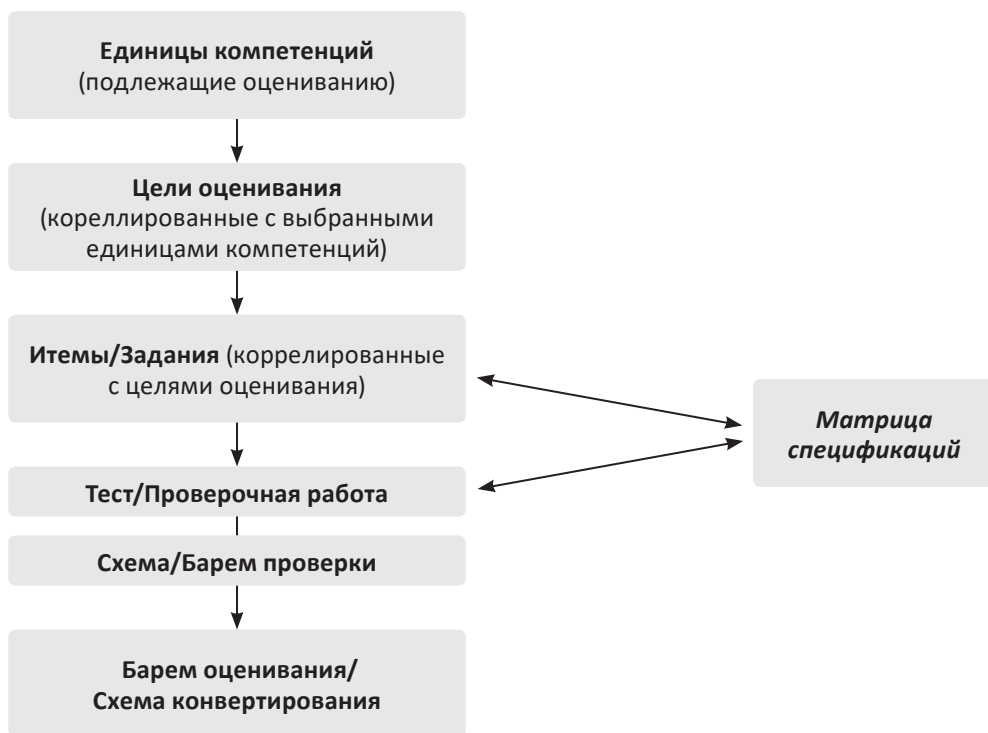 Единицы компетенций
(подлежащие оцениванию)
Цели оценивания
(кореллированные с выбранными
единицами компетенций)
Итемы/Задания (коррелированные
с целями оценивания)
Матрица
спецификаций
Тест/Проверочная работа
Схема/Барем проверки
Барем оценивания/
Схема конвертирования